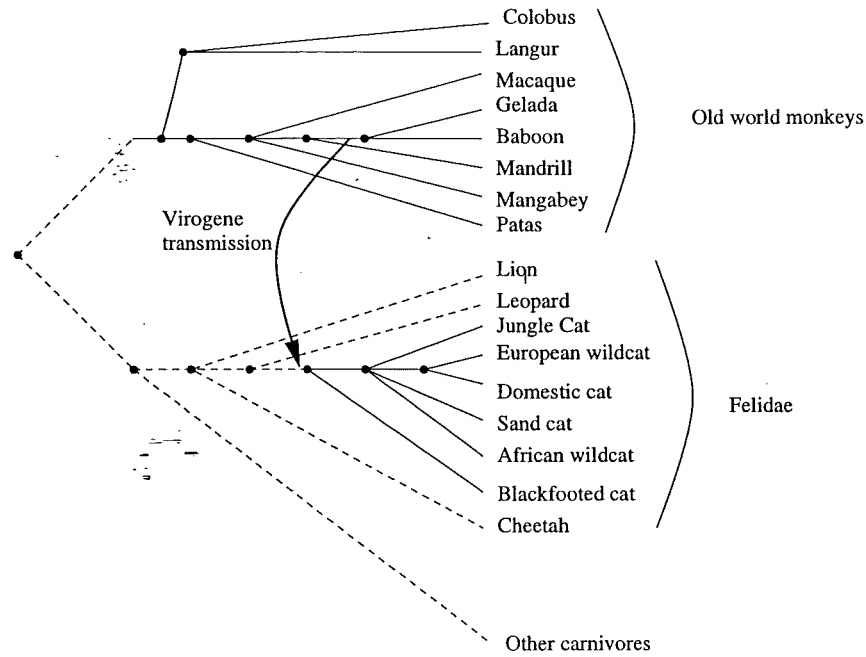 Colobus
Langur
Macaque
Gelada
Baboon
Mandrill
Mangabey
Patas
Old world monkeys
Virogene
transmission
Lion
Leopard
Jungle Cat
European wildcat
Domestic cat
Sand cat
African wildcat
Blackfooted cat
Cheetah
Felidae
Other carnivores